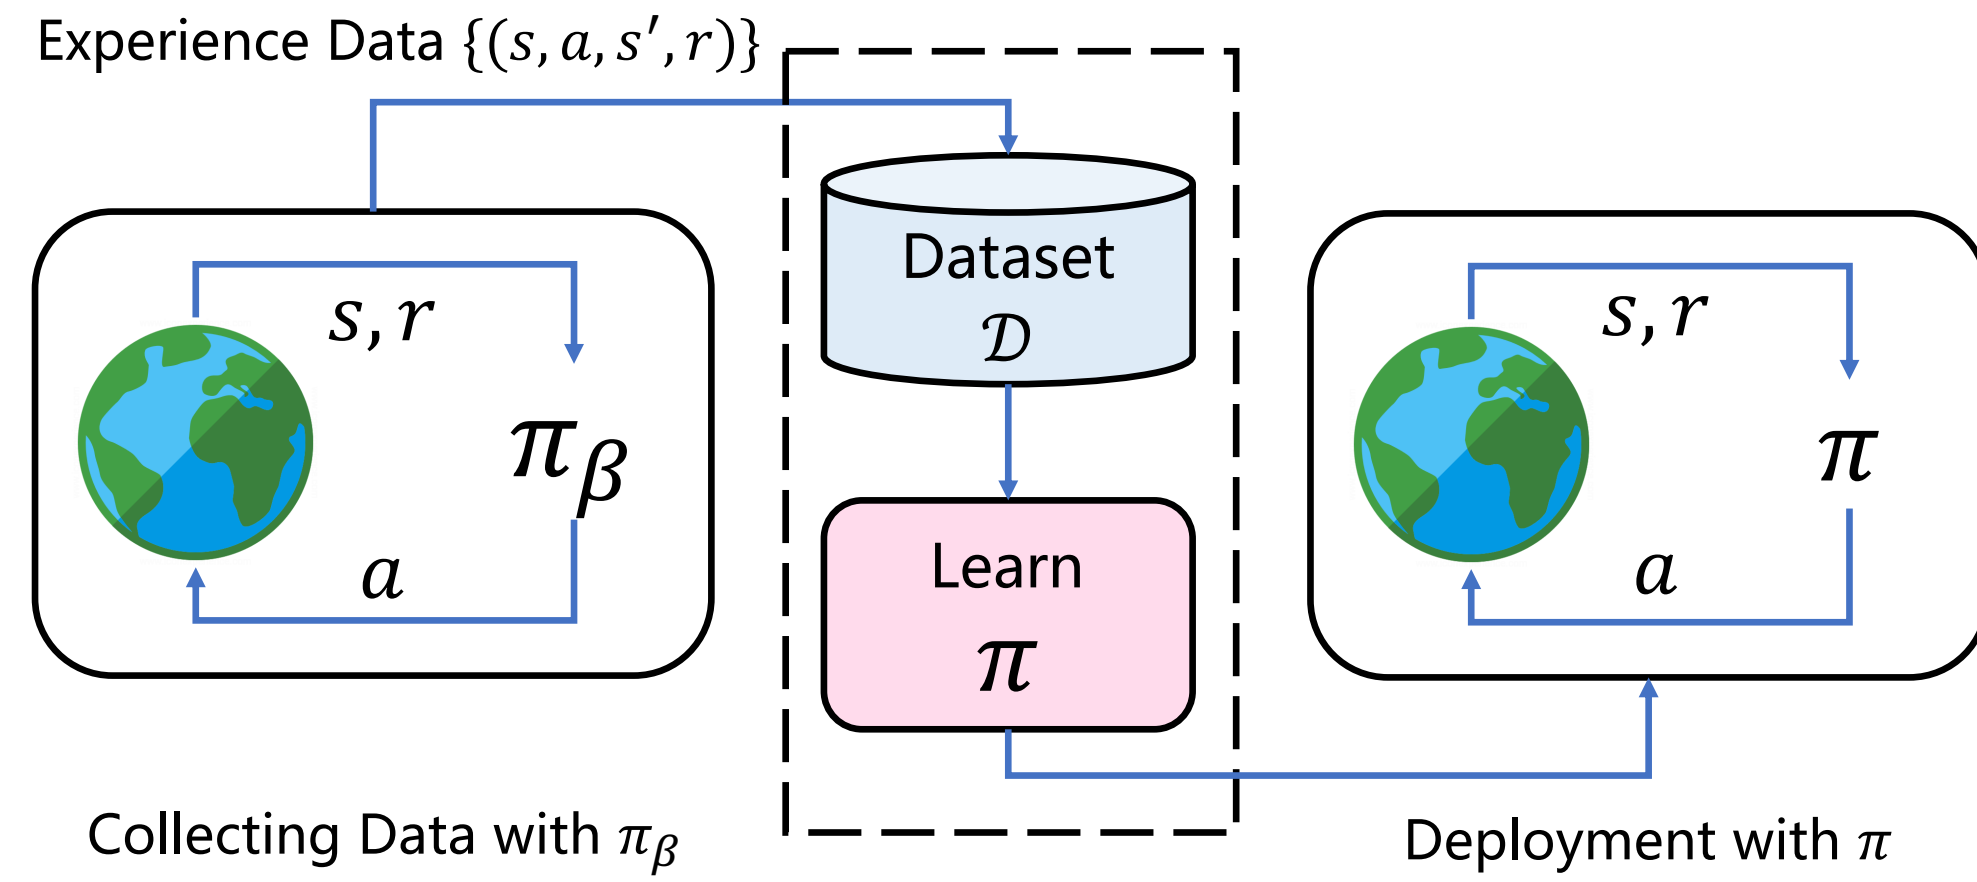 Experience Data {(s, a, s′, r)}
s, r
π_β
a
Collecting Data with π_β
Dataset
𝒟
Learn
π
s, r
π
a
Deployment with π